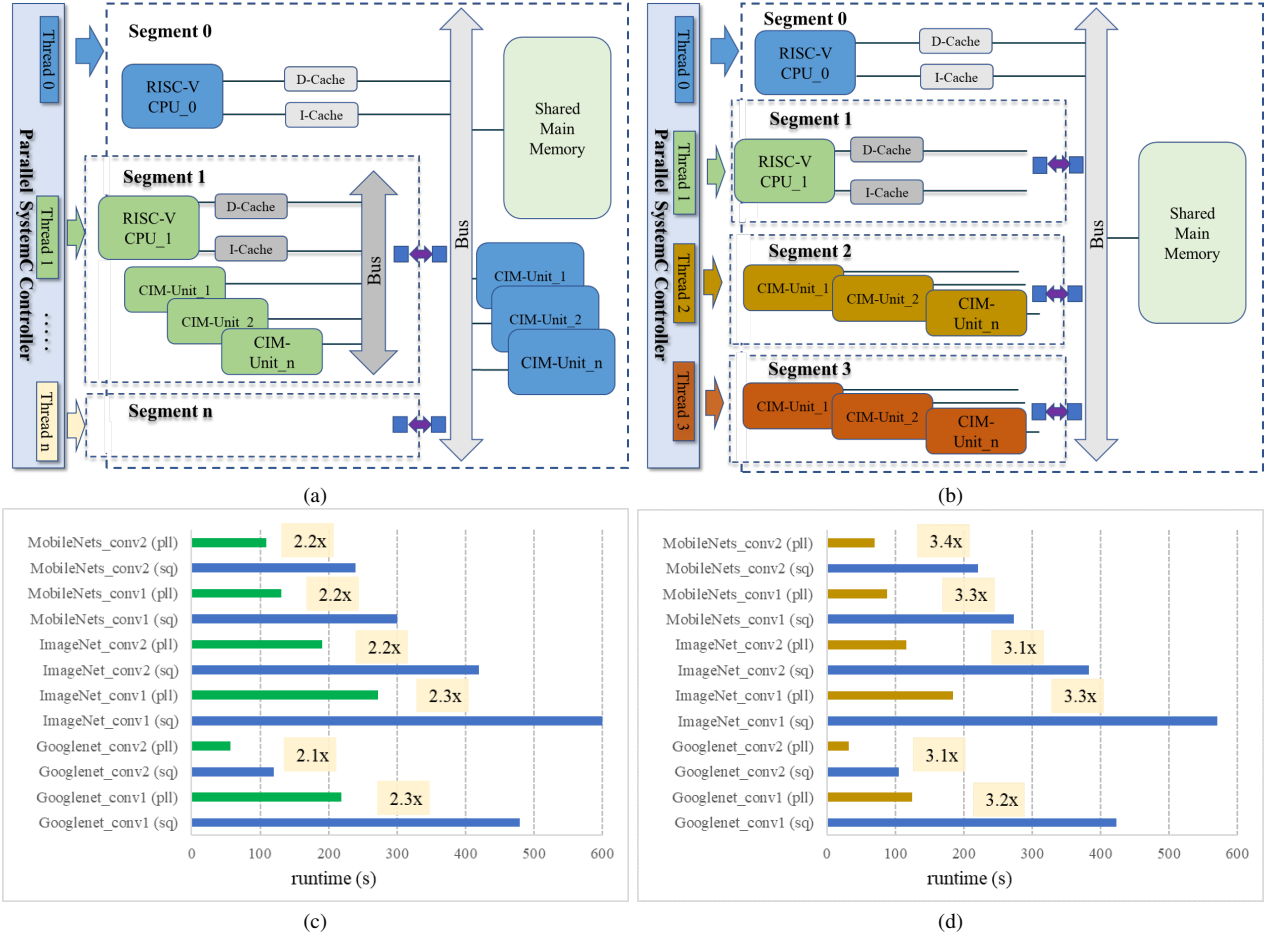 Parallel SystemC Controller
Thread 0
Thread 1
......
Thread n
Segment 0
RISC-V
CPU_0
D-Cache
I-Cache
Segment 1
RISC-V
CPU_1
D-Cache
I-Cache
CIM-Unit_1
CIM-Unit_2
CIM-
Unit_n
Bus
Segment n
Bus
Shared
Main
Memory
CIM-Unit_1
CIM-Unit_2
CIM-Unit_n
(a)
Parallel SystemC Controller
Thread 0
Thread 1
Thread 2
Thread 3
Segment 0
RISC-V
CPU_0
D-Cache
I-Cache
Segment 1
RISC-V
CPU_1
D-Cache
I-Cache
Segment 2
CIM-Unit_1
CIM-Unit_2
CIM-
Unit_n
Segment 3
CIM-Unit_1
CIM-Unit_2
CIM-
Unit_n
Bus
Shared
Main
Memory
(b)
MobileNets_conv2 (pll)
2.2x
MobileNets_conv2 (sq)
MobileNets_conv1 (pll)
2.2x
MobileNets_conv1 (sq)
ImageNet_conv2 (pll)
2.2x
ImageNet_conv2 (sq)
ImageNet_conv1 (pll)
2.3x
ImageNet_conv1 (sq)
Googlenet_conv2 (pll)
2.1x
Googlenet_conv2 (sq)
Googlenet_conv1 (pll)
2.3x
Googlenet_conv1 (sq)
0 100 200 300 400 500 600
runtime (s)
(c)
MobileNets_conv2 (pll)
3.4x
MobileNets_conv2 (sq)
MobileNets_conv1 (pll)
3.3x
MobileNets_conv1 (sq)
ImageNet_conv2 (pll)
3.1x
ImageNet_conv2 (sq)
ImageNet_conv1 (pll)
3.3x
ImageNet_conv1 (sq)
Googlenet_conv2 (pll)
3.1x
Googlenet_conv2 (sq)
Googlenet_conv1 (pll)
3.2x
Googlenet_conv1 (sq)
0 100 200 300 400 500 600
runtime (s)
(d)